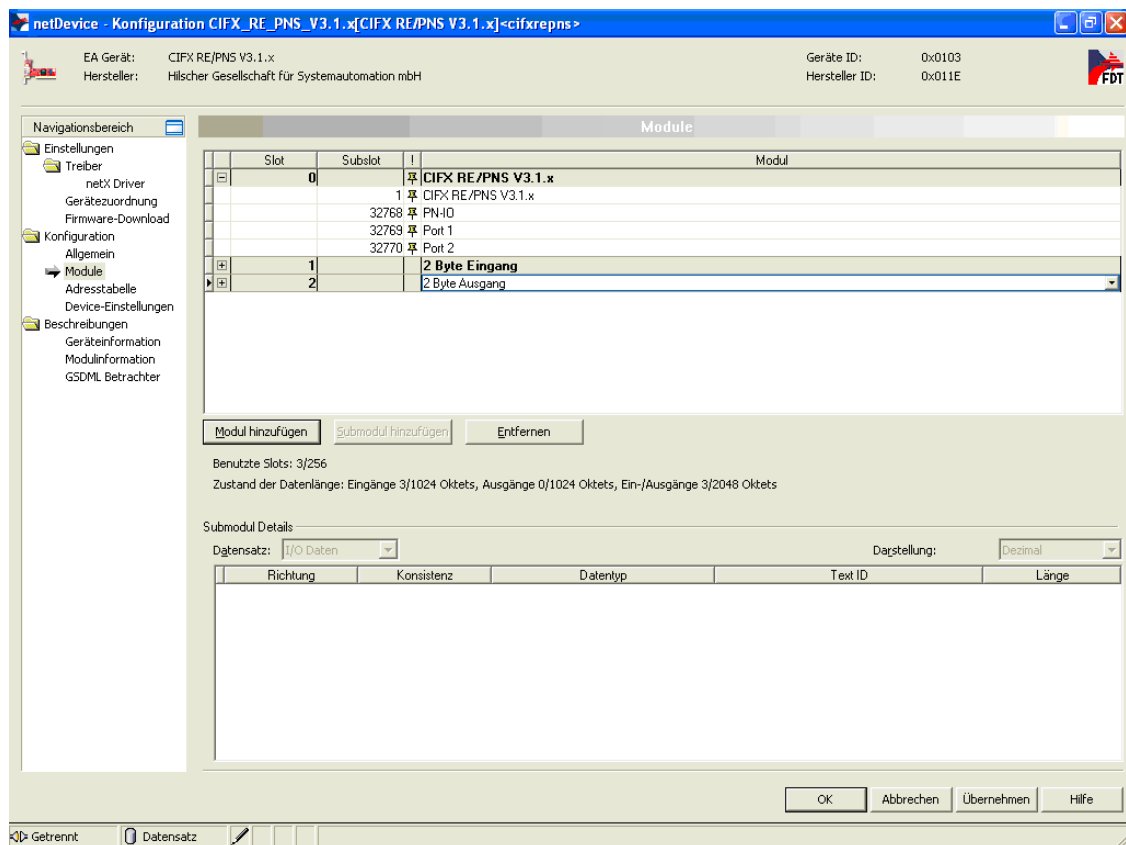 netDevice - Konfiguration CIFX_RE_PNS_V3.1.x[CIFX RE/PNS V3.1.x]<cifxrepns>
EA Gerät: CIFX RE/PNS V3.1.x Geräte ID: 0x0103
Hersteller: Hilscher Gesellschaft für Systemautomation mbH Hersteller ID: 0x011E
FDT
Navigationsbereich
Einstellungen
Treiber
netX Driver
Gerätezuordnung
Firmware-Download
Konfiguration
Allgemein
Module
Adresstabelle
Device-Einstellungen
Beschreibungen
Geräteinformation
Modulinformation
GSDML Betrachter
Module
Slot Subslot ! Modul
0 CIFX RE/PNS V3.1.x
1 CIFX RE/PNS V3.1.x
32768 PN-IO
32769 Port 1
32770 Port 2
1 2 Byte Eingang
2 2 Byte Ausgang
Modul hinzufügen Submodul hinzufügen Entfernen
Benutzte Slots: 3/256
Zustand der Datenlänge: Eingänge 3/1024 Oktets, Ausgänge 0/1024 Oktets, Ein-/Ausgänge 3/2048 Oktets
Submodul Details
Datensatz: I/O Daten Darstellung: Dezimal
Richtung Konsistenz Datentyp Text ID Länge
OK Abbrechen Übernehmen Hilfe
Getrennt Datensatz